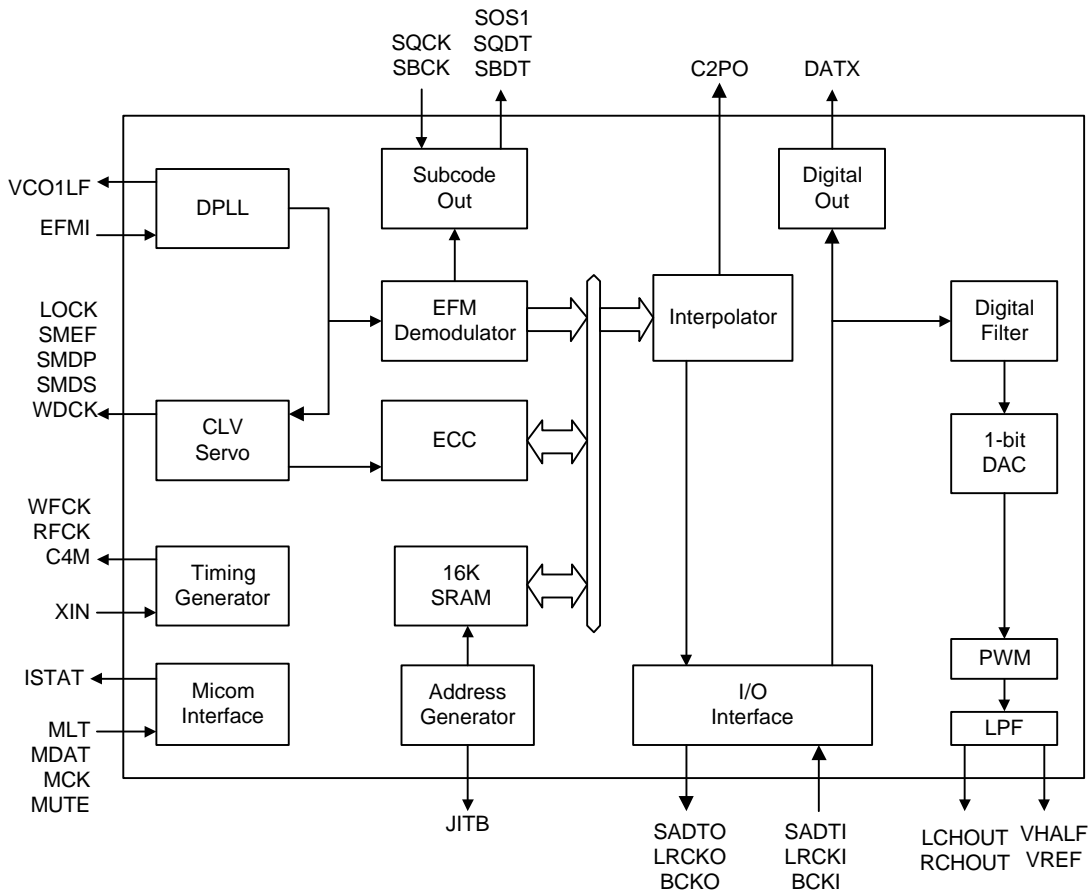 SOS1
SQCK
SQDT
SBCK
SBDT
C2PO
DATX
VCO1LF
EFMI
DPLL
Subcode
Out
Digital
Out
LOCK
SMEF
SMDP
SMDS
WDCK
EFM
Demodulator
Interpolator
Digital
Filter
CLV
Servo
ECC
1-bit
DAC
WFCK
RFCK
C4M
XIN
Timing
Generator
16K
SRAM
ISTAT
MLT
MDAT
MCK
MUTE
Micom
Interface
Address
Generator
I/O
Interface
PWM
LPF
JITB
SADTO
LRCKO
BCKO
SADTI
LRCKI
BCKI
LCHOUT
RCHOUT
VHALF
VREF